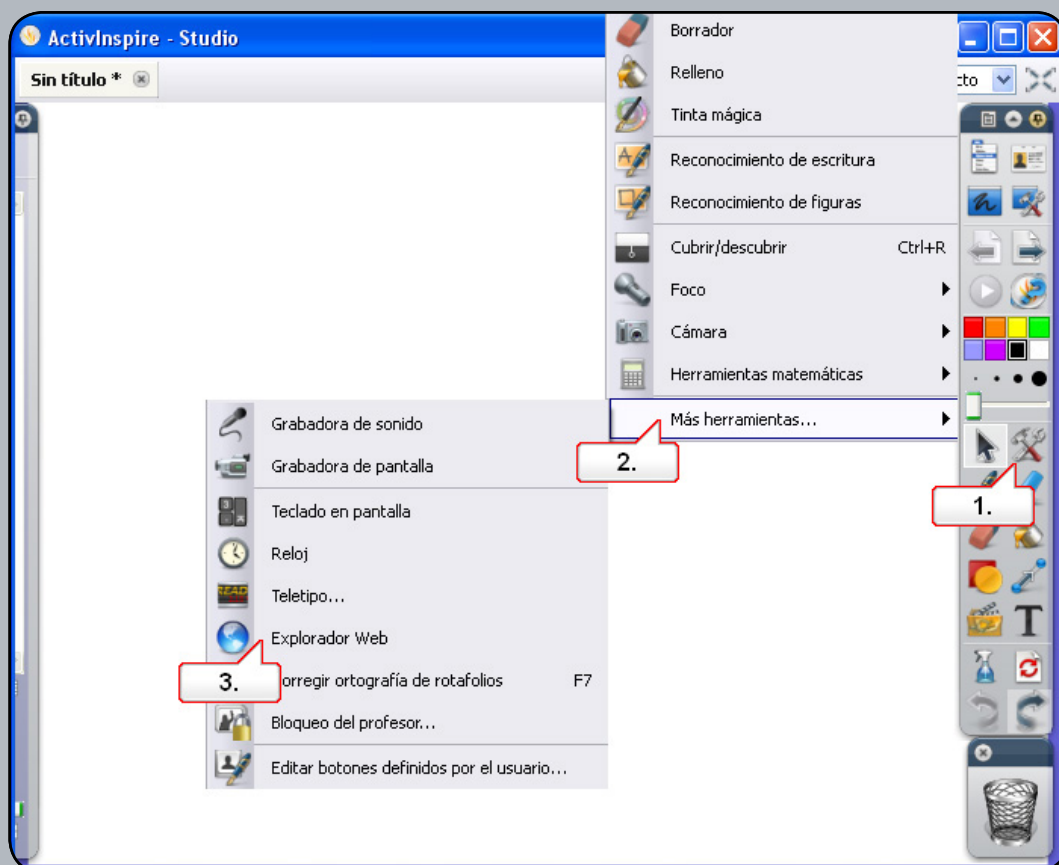 ActivInspire - Studio
Sin título *
cto
Borrador
Relleno
Tinta mágica
Reconocimiento de escritura
Reconocimiento de figuras
Cubrir/descubrir Ctrl+R
Foco
Cámara
Herramientas matemáticas
Más herramientas...
2.
1.
Grabadora de sonido
Grabadora de pantalla
Teclado en pantalla
Reloj
Teletipo...
Explorador Web
3.
orregir ortografía de rotafolios F7
Bloqueo del profesor...
Editar botones definidos por el usuario...
T